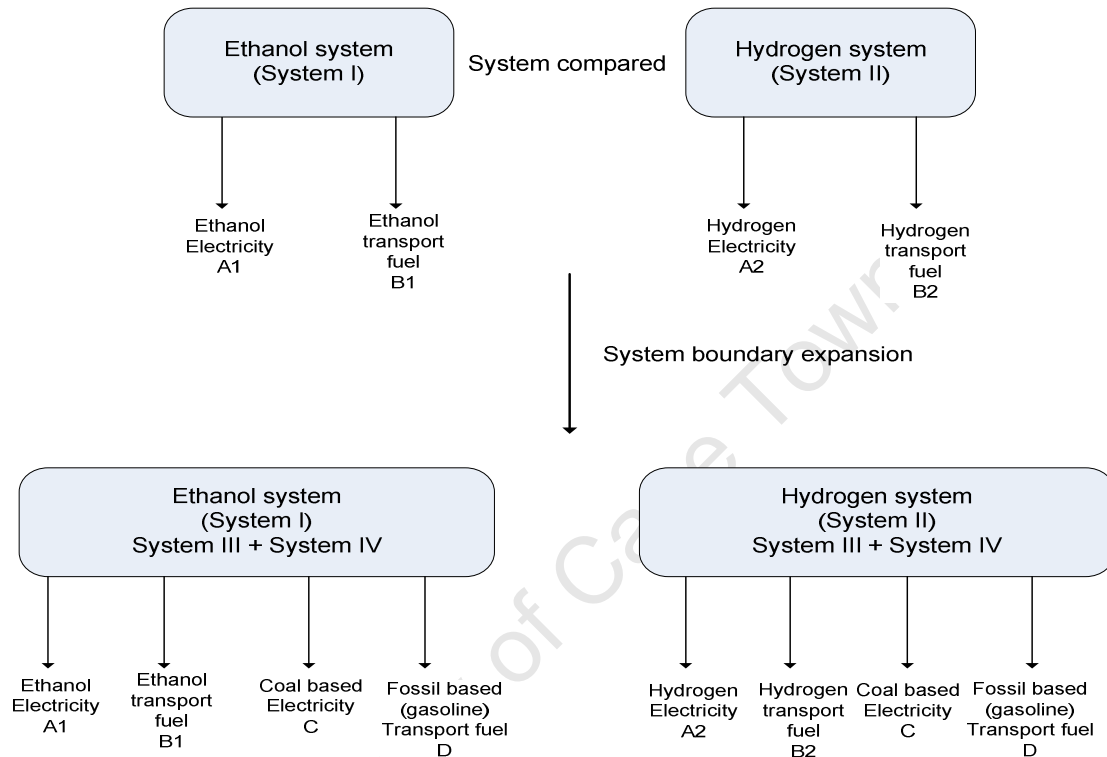 Ethanol system
(System I)
System compared
Hydrogen system
(System II)
Ethanol
Electricity
A1
Ethanol
transport
fuel
B1
Hydrogen
Electricity
A2
Hydrogen
transport
fuel
B2
System boundary expansion
Ethanol system
(System I)
System III + System IV
Hydrogen system
(System II)
System III + System IV
Ethanol
Electricity
A1
Ethanol
transport
fuel
B1
Coal based
Electricity
C
Fossil based
(gasoline)
Transport fuel
D
Hydrogen
Electricity
A2
Hydrogen
transport
fuel
B2
Coal based
Electricity
C
Fossil based
(gasoline)
Transport fuel
D
of Cape Town